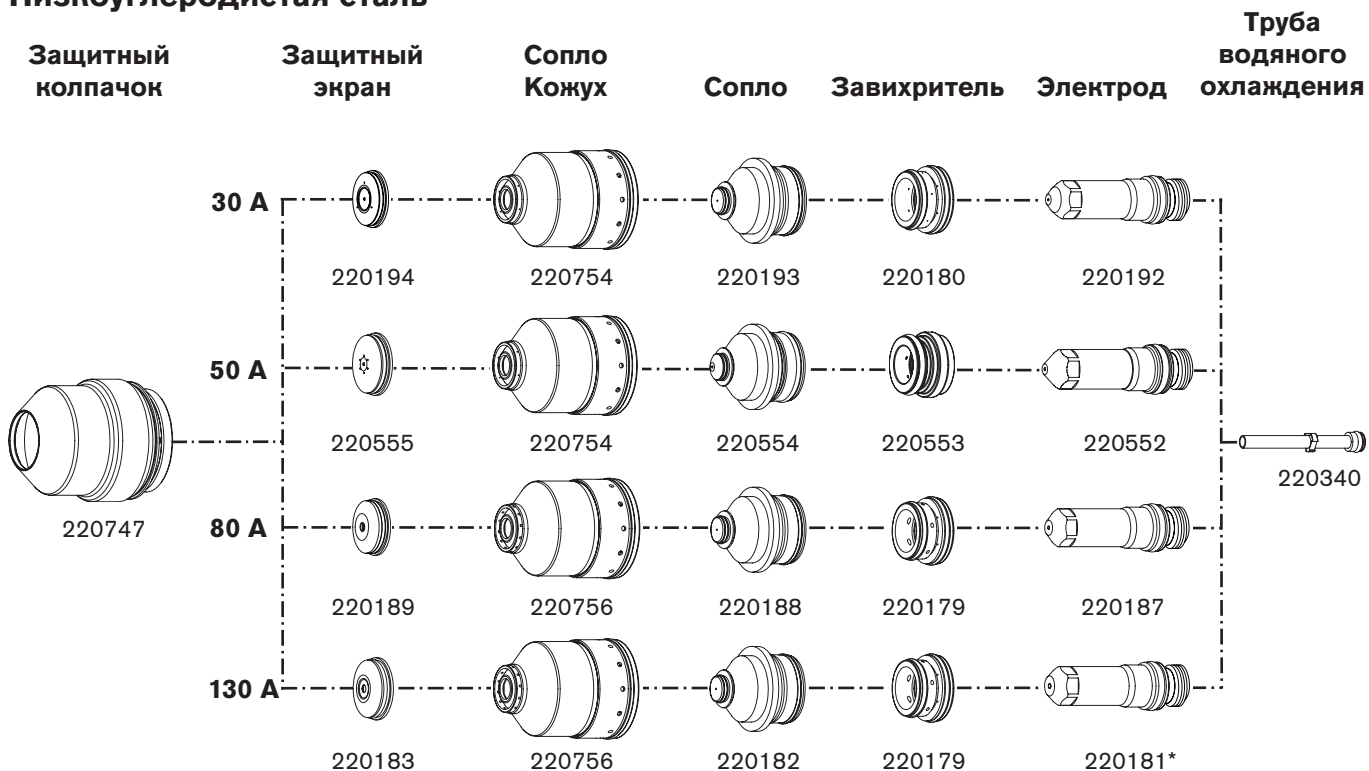 Низкоуглеродистая сталь
Защитный
колпачок
Защитный
экран
Сопло
Кожух
Сопло
Завихритель
Электрод
Труба
водяного
охлаждения
30 А
220194
220754
220193
220180
220192
50 А
220555
220754
220554
220553
220552
220747
220340
80 А
220189
220756
220188
220179
220187
130 А
220183
220756
220182
220179
220181*